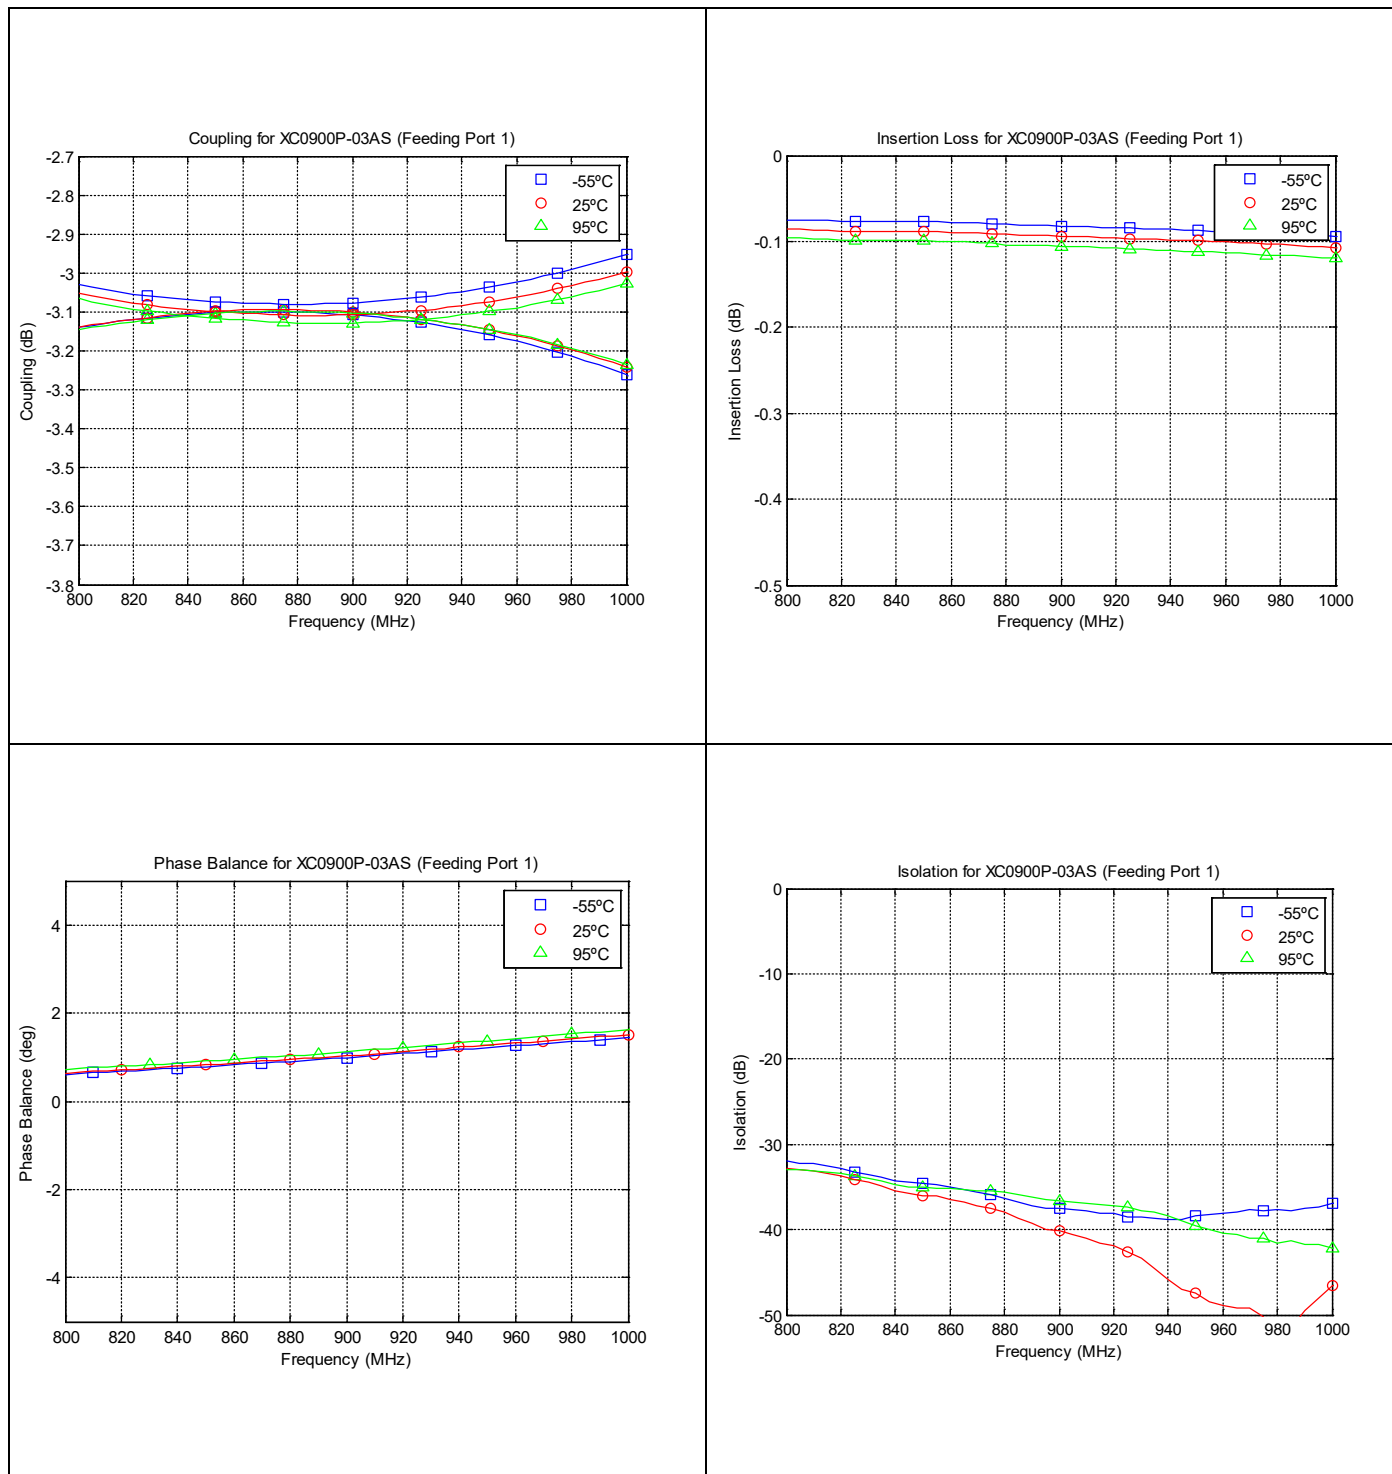 Coupling for XC0900P-03AS (Feeding Port 1)
-2.7
-2.8
-2.9
-3
-3.1
-3.2
-3.3
-3.4
-3.5
-3.6
-3.7
-3.8
Coupling (dB)
-55ºC
25ºC
95ºC
800 820 840 860 880 900 920 940 960 980 1000
Frequency (MHz)
Insertion Loss for XC0900P-03AS (Feeding Port 1)
0
-0.1
-0.2
-0.3
-0.4
-0.5
Insertion Loss (dB)
-55ºC
25ºC
95ºC
800 820 840 860 880 900 920 940 960 980 1000
Frequency (MHz)
Phase Balance for XC0900P-03AS (Feeding Port 1)
4
2
0
-2
-4
Phase Balance (deg)
-55ºC
25ºC
95ºC
800 820 840 860 880 900 920 940 960 980 1000
Frequency (MHz)
Isolation for XC0900P-03AS (Feeding Port 1)
0
-10
-20
-30
-40
-50
Isolation (dB)
-55ºC
25ºC
95ºC
800 820 840 860 880 900 920 940 960 980 1000
Frequency (MHz)